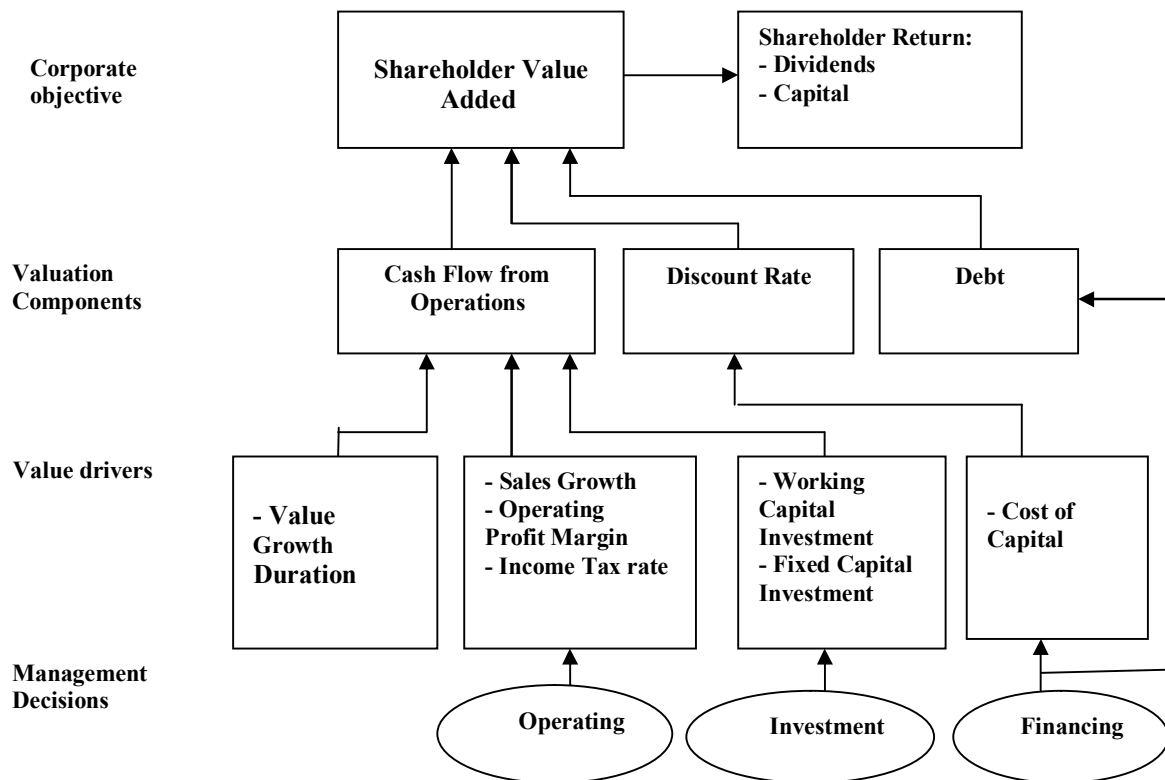 Corporate
objective
Shareholder Value
Added
Shareholder Return:
- Dividends
- Capital
Valuation
Components
Cash Flow from
Operations
Discount Rate
Debt
Value drivers
- Value
Growth
Duration
- Sales Growth
- Operating
Profit Margin
- Income Tax rate
- Working
Capital
Investment
- Fixed Capital
Investment
- Cost of
Capital
Management
Decisions
Operating
Investment
Financing